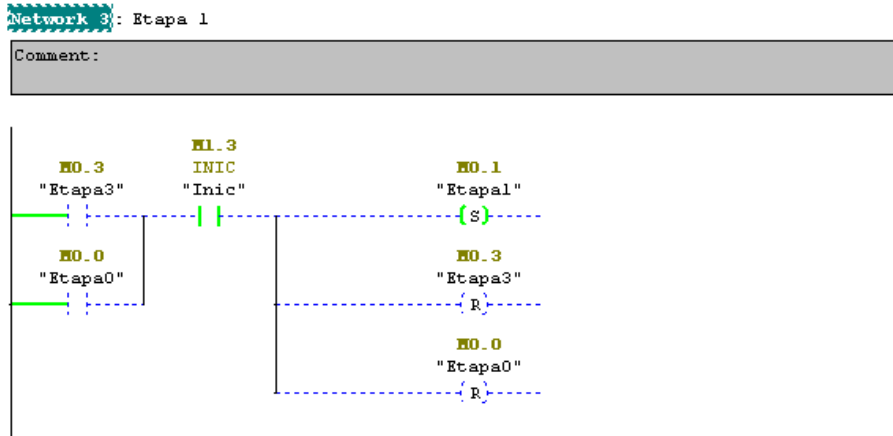 Network 3: Etapa 1
Comment:
M1.3
M0.3 INIC M0.1
"Etapa3" "Inic" "Etapa1"
S
M0.0 M0.3
"Etapa0" "Etapa3"
R
M0.0
"Etapa0"
R